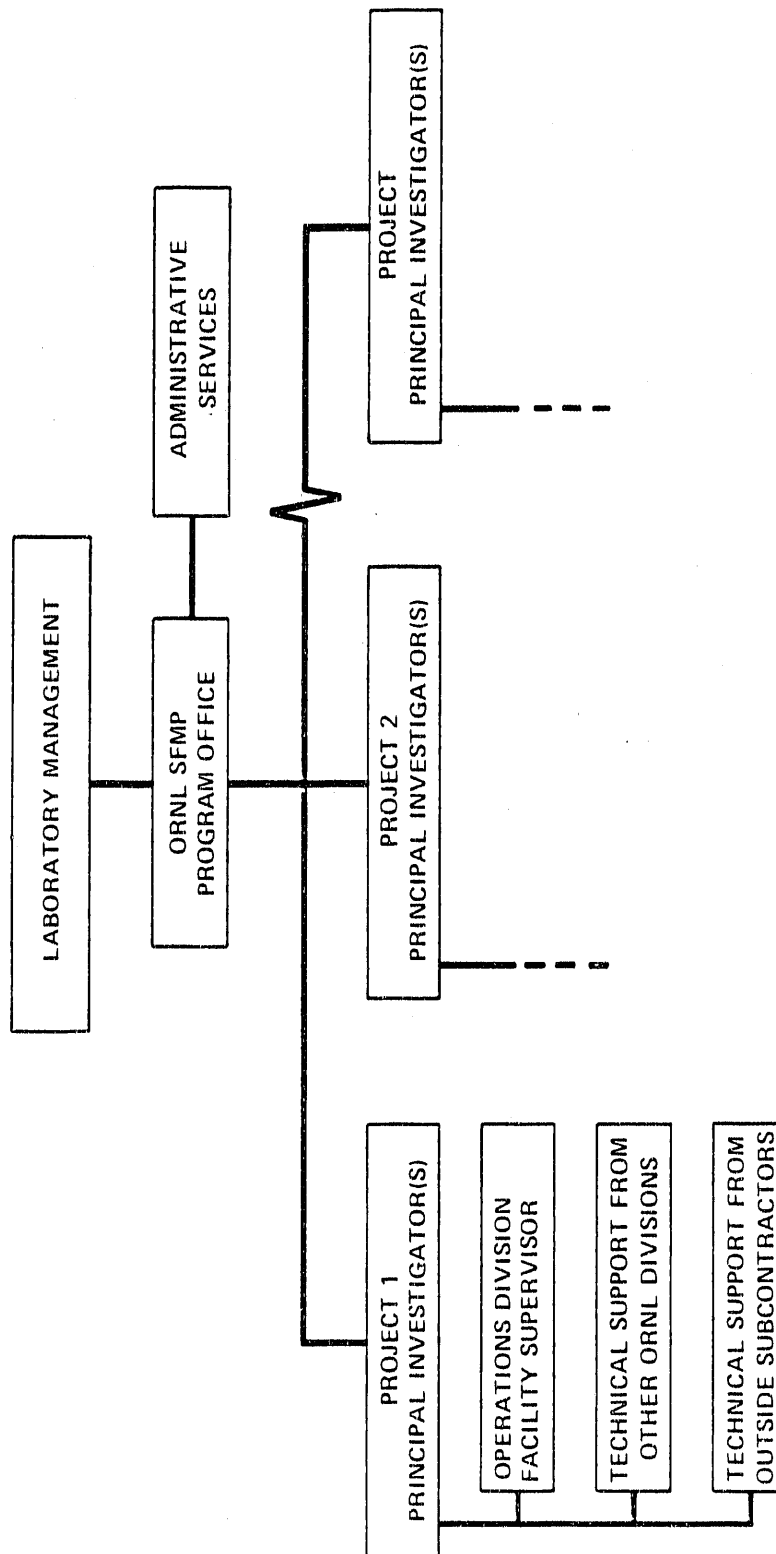 LABORATORY MANAGEMENT
ORNL SFMP
PROGRAM OFFICE
ADMINISTRATIVE
SERVICES
PROJECT 1
PRINCIPAL INVESTIGATOR(S)
PROJECT 2
PRINCIPAL INVESTIGATOR(S)
PROJECT
PRINCIPAL INVESTIGATOR(S)
OPERATIONS DIVISION
FACILITY SUPERVISOR
TECHNICAL SUPPORT FROM
OTHER ORNL DIVISIONS
TECHNICAL SUPPORT FROM
OUTSIDE SUBCONTRACTORS